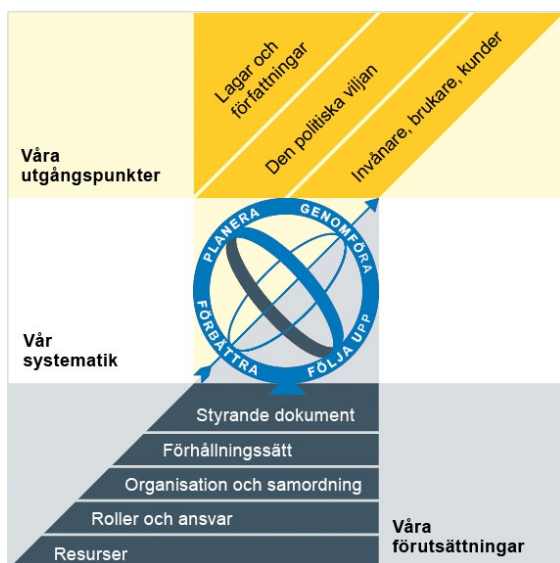 Lagar och
författningar
Den politiska viljan
Invånare, brukare, kunder
Våra
utgångspunkter
PLANERA
GENOMFÖRA
FÖLJA UPP
FÖRBÄTTRA
Vår
systematik
Styrande dokument
Förhållningssätt
Organisation och samordning
Roller och ansvar
Resurser
Våra
förutsättningar